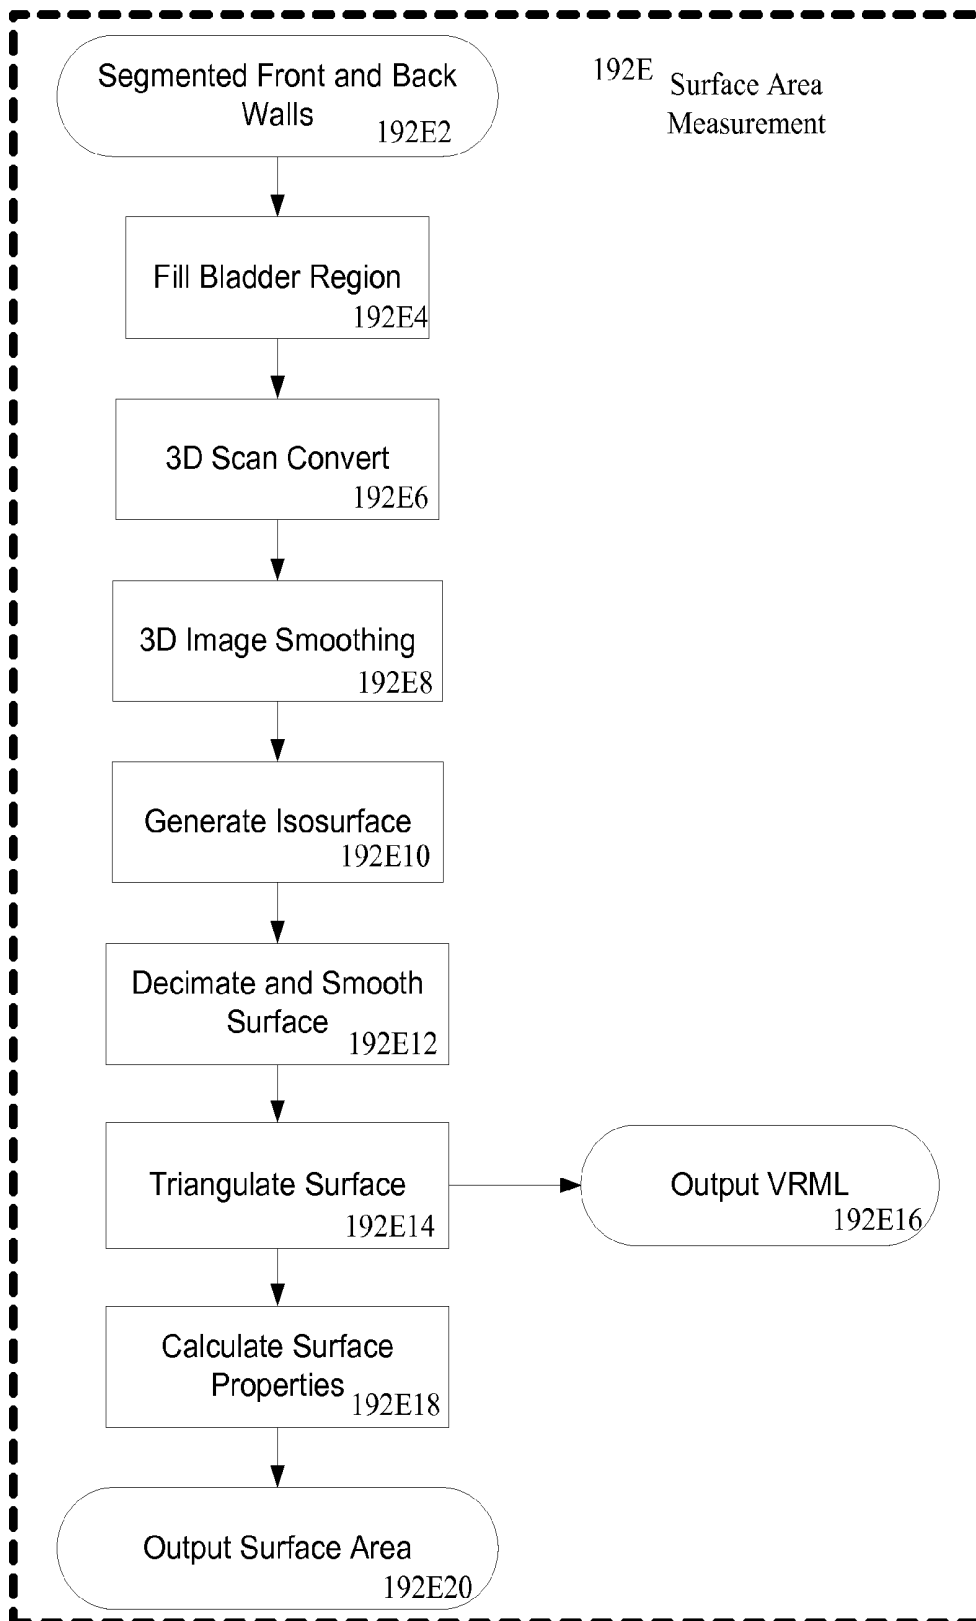 Segmented Front and Back
Walls
192E2
192E
Surface Area
Measurement
Fill Bladder Region
192E4
3D Scan Convert
192E6
3D Image Smoothing
192E8
Generate Isosurface
192E10
Decimate and Smooth
Surface
192E12
Triangulate Surface
192E14
Output VRML
192E16
Calculate Surface
Properties
192E18
Output Surface Area
192E20